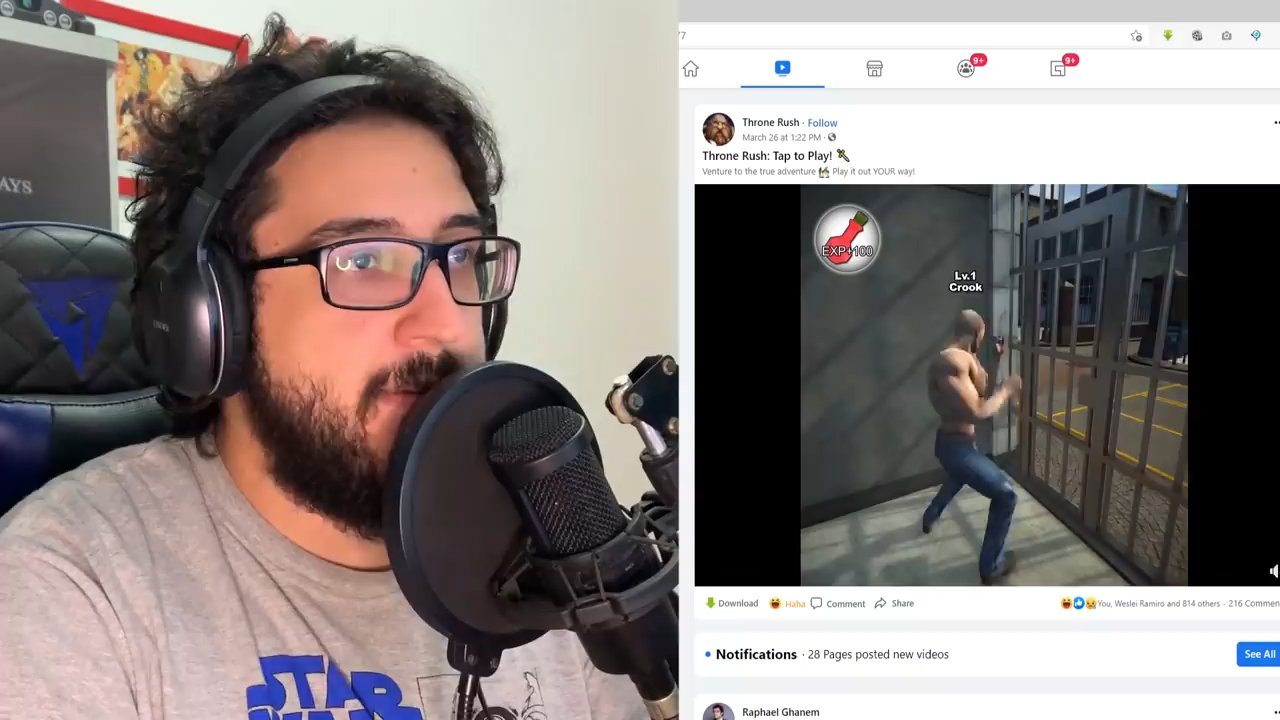 AYS
STAR
7
9+
9+
Throne Rush · Follow
March 26 at 1:22 PM ·
Throne Rush: Tap to Play!
Venture to the true adventure Play it out YOUR way!
EXP+100
Lv.1
Crook
Download Haha Comment Share You, Weslei Ramiro and 814 others · 216 Commen
Notifications · 28 Pages posted new videos See All
Raphael Ghanem